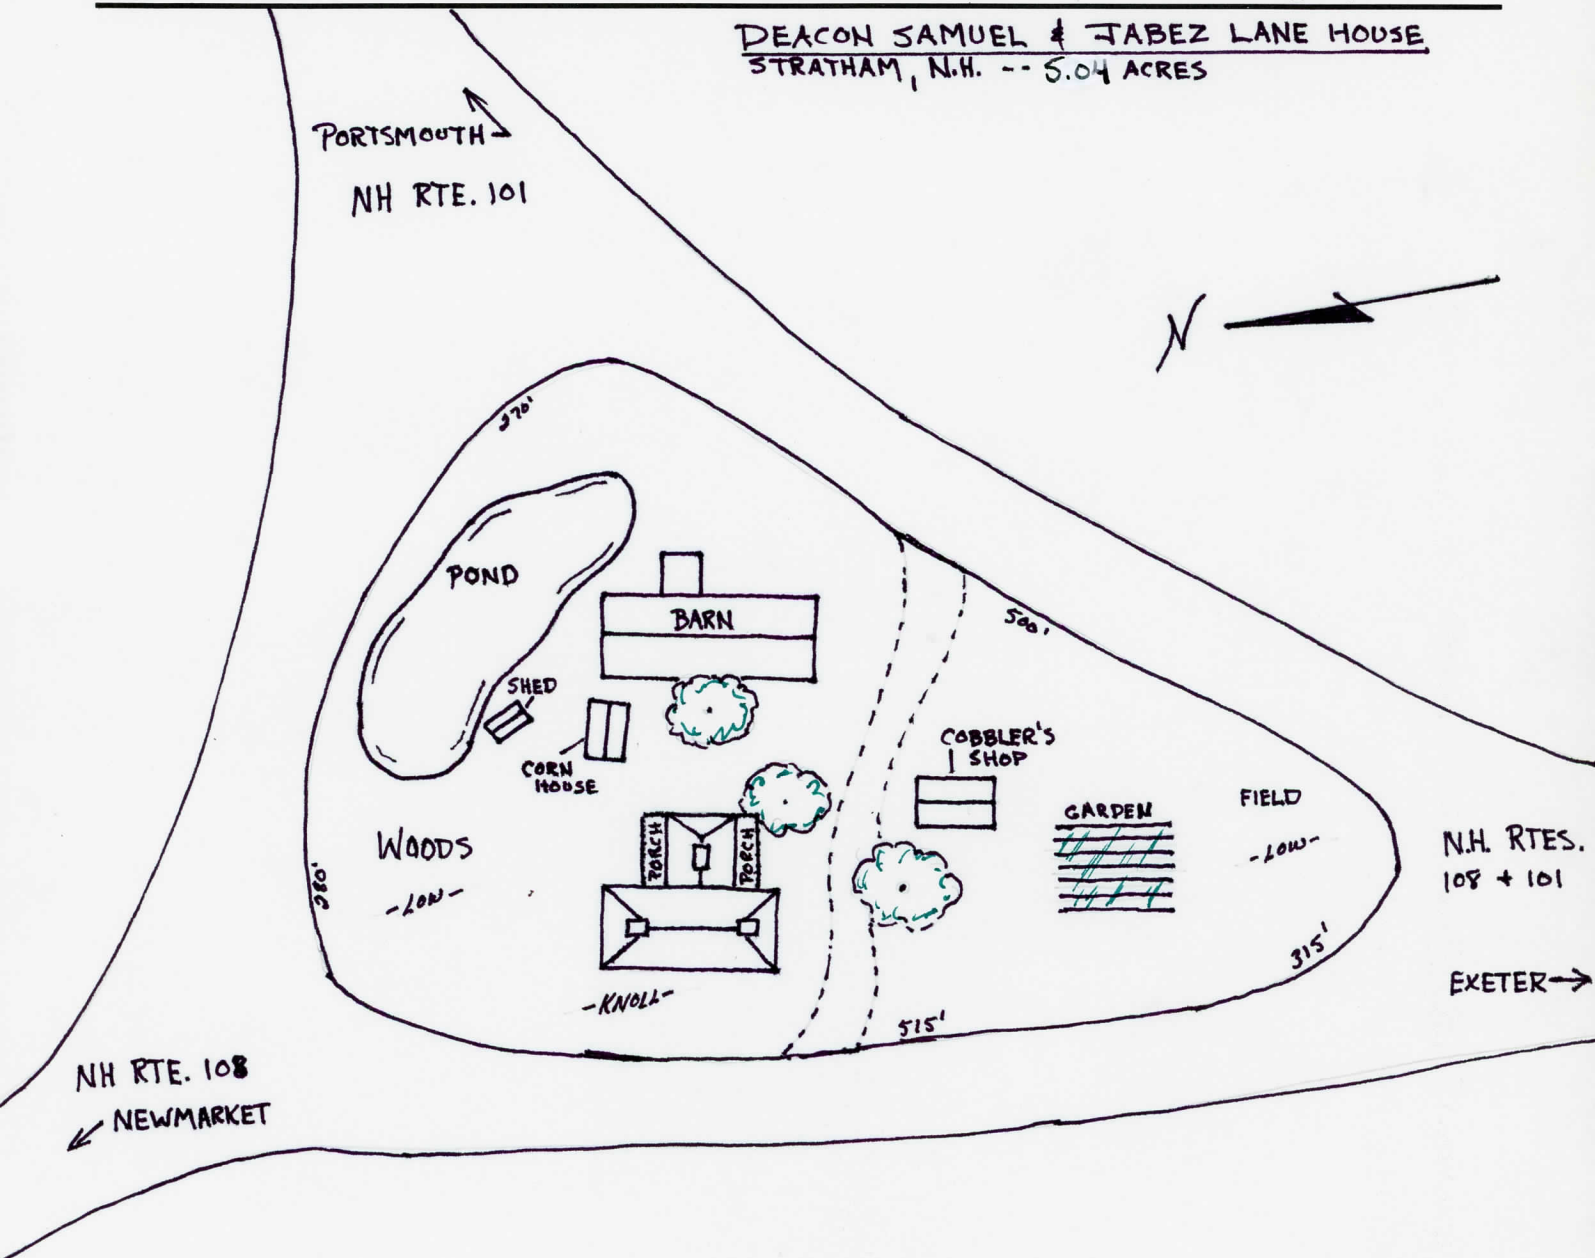 DEACON SAMUEL & JABEZ LANE HOUSE
STRATHAM, N.H. -- 5.04 ACRES
PORTSMOUTH
NH RTE. 101
N
270'
POND
BARN
500'
SHED
CORN
HOUSE
COBBLER'S
SHOP
GARDEN
FIELD
-LOW-
WOODS
-LOW-
PORCH
PORCH
280'
N.H. RTES.
108 + 101
315'
EXETER
-KNOLL-
515'
NH RTE. 108
NEWMARKET